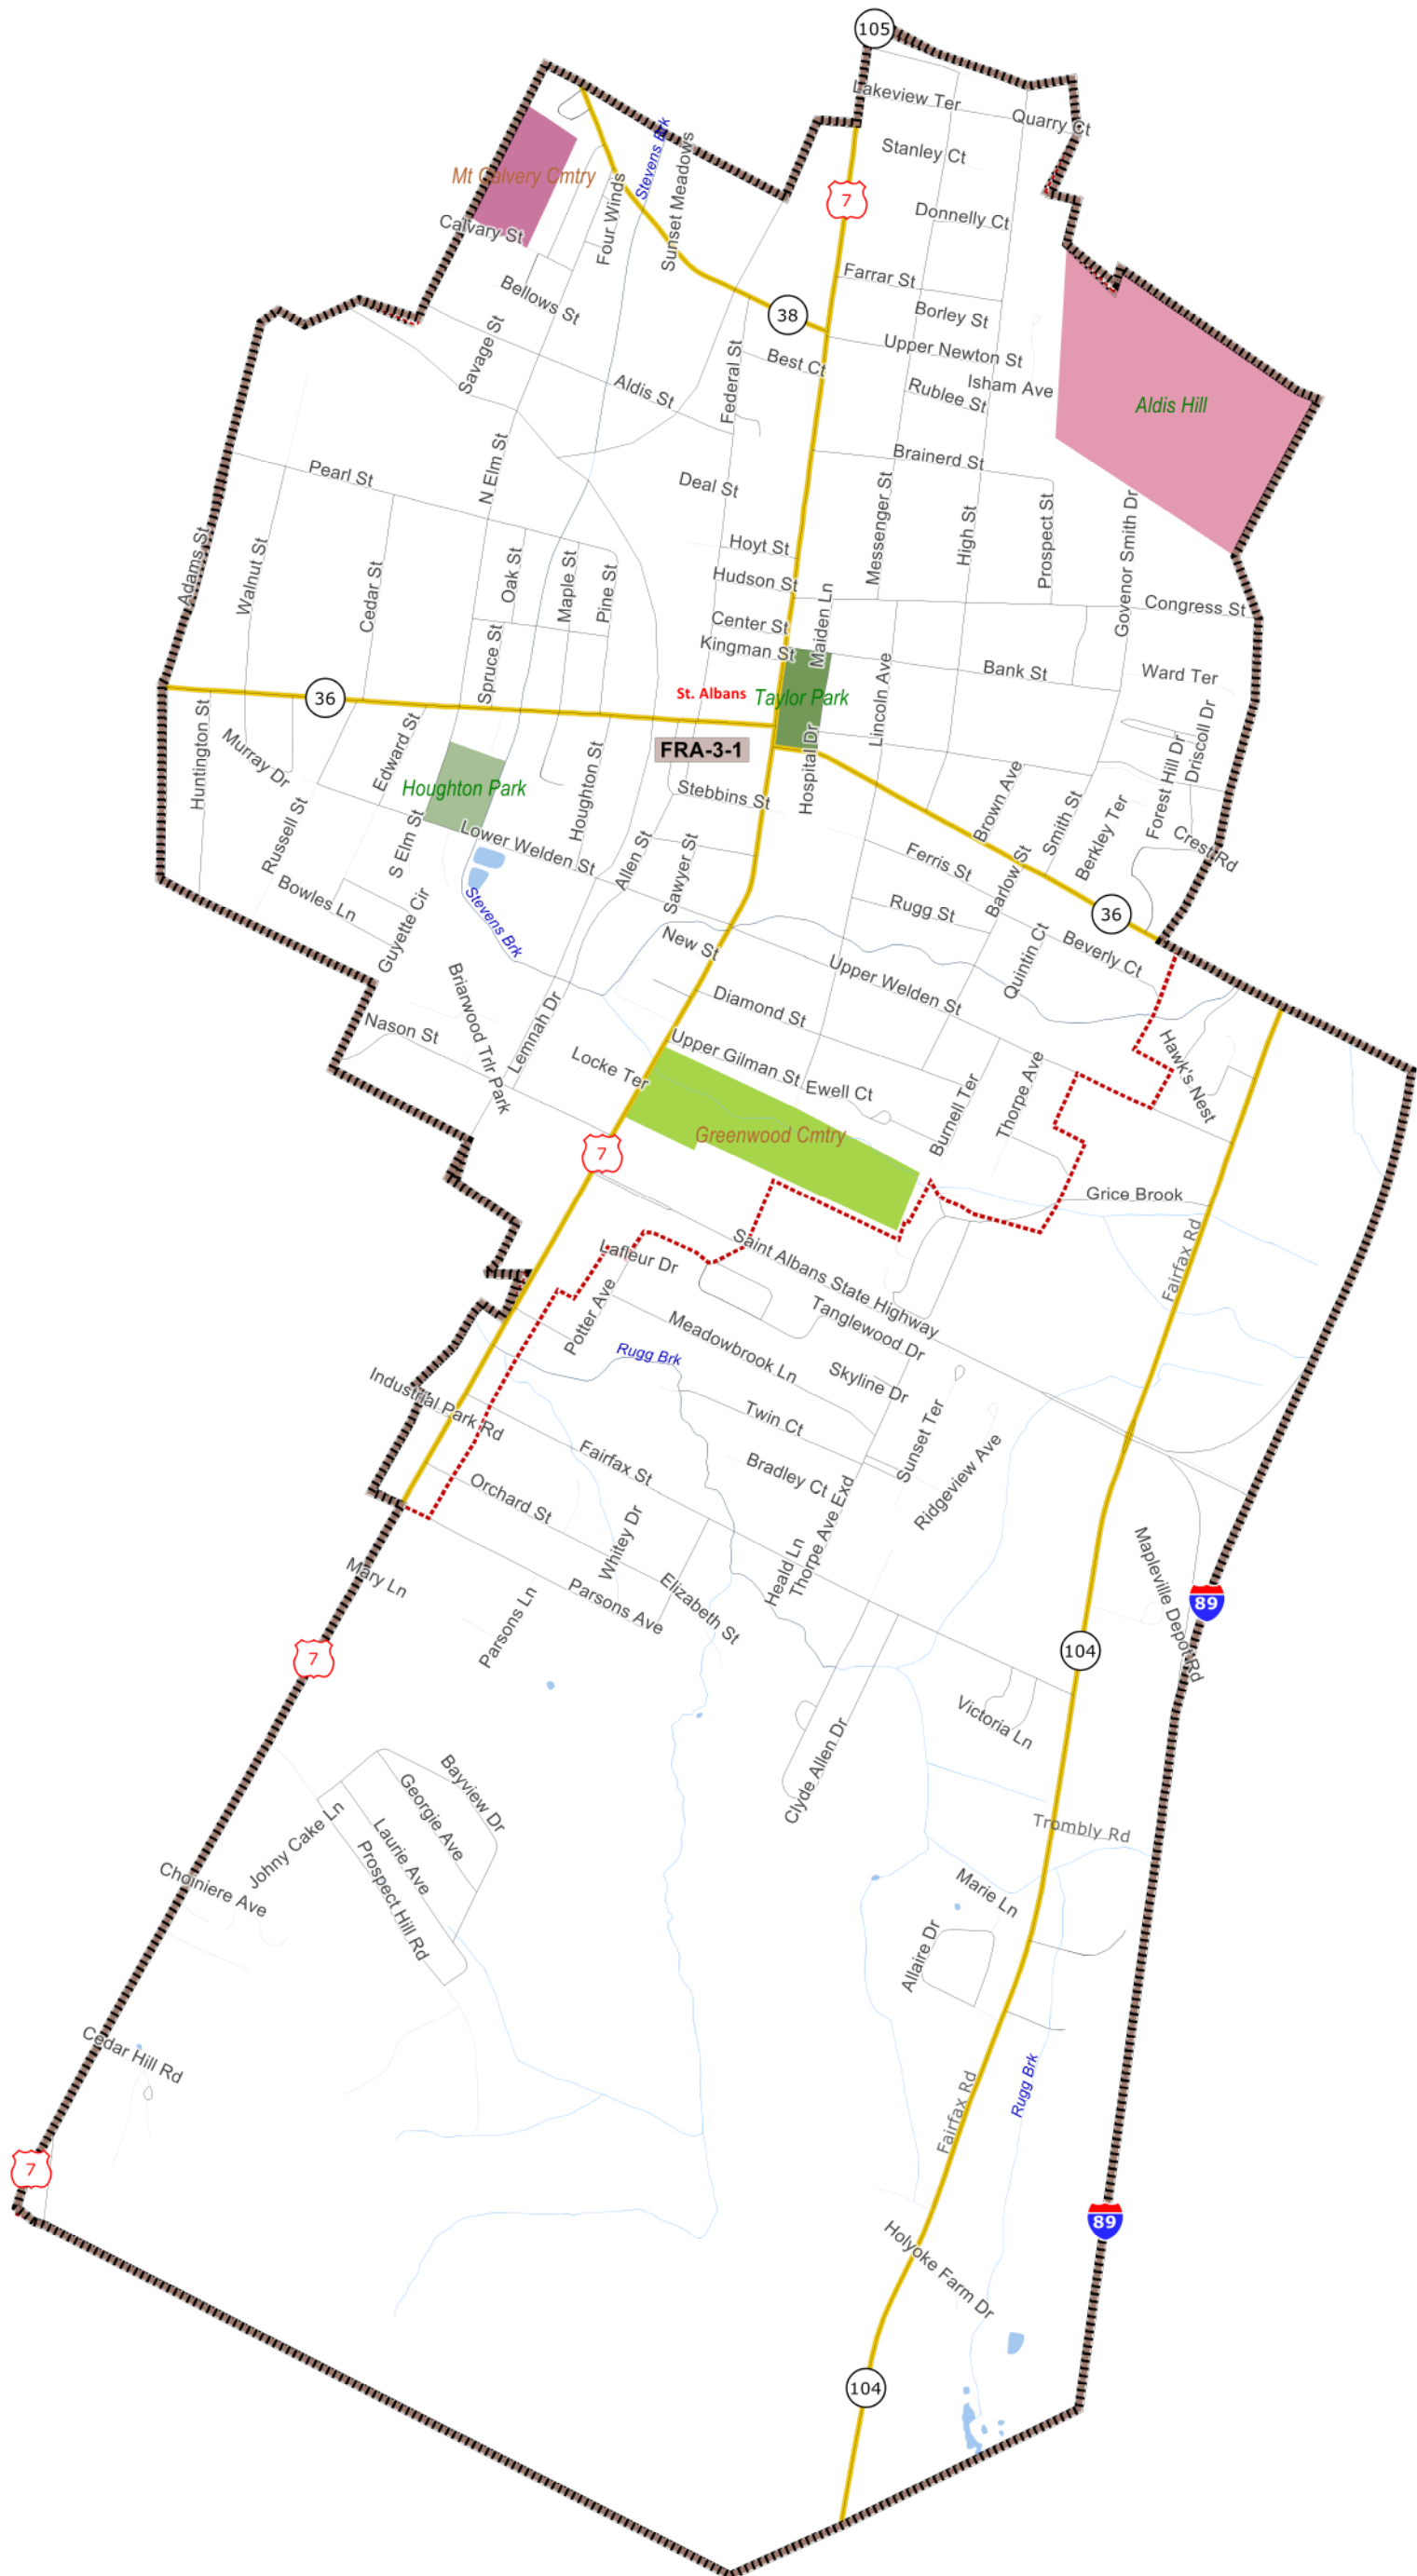 105
Lakeview Ter
Quarry Ct
Stevens Brk
Stanley Ct
Mt Calvery Cmtry
Sunset Meadows
7
Four Winds
Donnelly Ct
Calvary St
Farrar St
Bellows St
38
Borley St
Upper Newton St
Savage St
Best Ct
Isham Ave
Federal St
Aldis St
Rublee St
Aldis Hill
Brainerd St
N Elm St
Pearl St
Deal St
Messenger St
High St
Prospect St
Govenor Smith Dr
Hoyt St
Adams St
Walnut St
Cedar St
Oak St
Maple St
Pine St
Hudson St
Maiden Ln
Congress St
Center St
Kingman St
Spruce St
Bank St
Ward Ter
Lincoln Ave
St. Albans
Taylor Park
36
FRA-3-1
Huntington St
Murray Dr
Edward St
Houghton Park
Houghton St
Stebbins St
Hospital Dr
Driscoll Dr
Forest Hill Dr
Brown Ave
Smith St
Berkley Ter
Crest Rd
Russell St
S Elm St
Lower Welden St
Allen St
Sawyer St
Ferris St
Barlow St
Bowles Ln
Guyette Cir
Stevens Brk
Rugg St
36
New St
Beverly Ct
Quintin Ct
Upper Welden St
Briarwood Trlr Park
Diamond St
Nason St
Lemnah Dr
Locke Ter
Upper Gilman St
Ewell Ct
Hawk's Nest
Thorpe Ave
Burnell Ter
Greenwood Cmtry
7
Grice Brook
Lafleur Dr
Saint Albans State Highway
Fairfax Rd
Potter Ave
Tanglewood Dr
Meadowbrook Ln
Rugg Brk
Skyline Dr
Industrial Park Rd
Twin Ct
Sunset Ter
Fairfax St
Bradley Ct
Ridgeview Ave
Orchard St
Whitey Dr
Thorpe Ave Exd
Heald Ln
Mapleville Depot Rd
Mary Ln
Parsons Ave
Elizabeth St
Parsons Ln
89
7
104
Victoria Ln
Clyde Allen Dr
Bayview Dr
Georgie Ave
Trombly Rd
Johny Cake Ln
Laurie Ave
Prospect Hill Rd
Choiniere Ave
Marie Ln
Allaire Dr
Cedar Hill Rd
Rugg Brk
Fairfax Rd
7
89
Holyoke Farm Dr
104